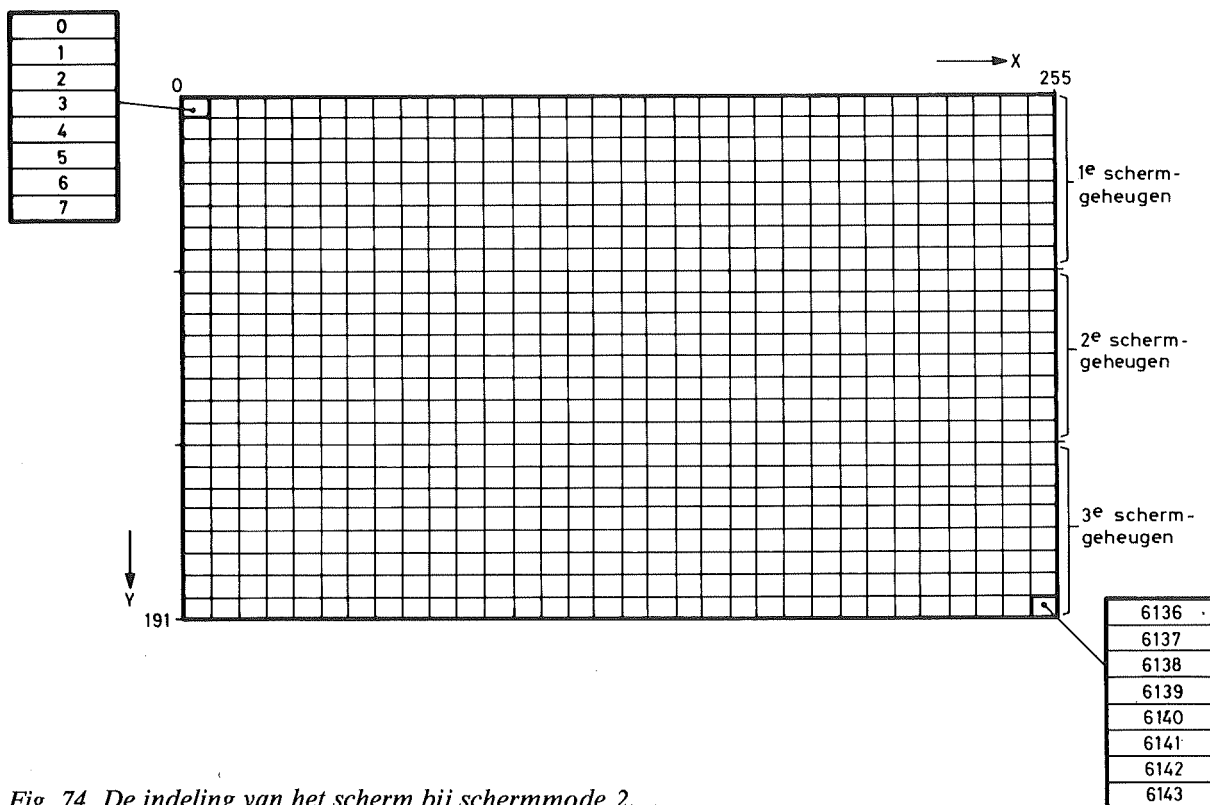 0
1
2
3
4
5
6
7
0
X
255
1e scherm-
geheugen
2e scherm-
geheugen
3e scherm-
geheugen
Y
191
6136
6137
6138
6139
6140
6141
6142
6143
Fig. 74. De indeling van het scherm bij schermmode 2.